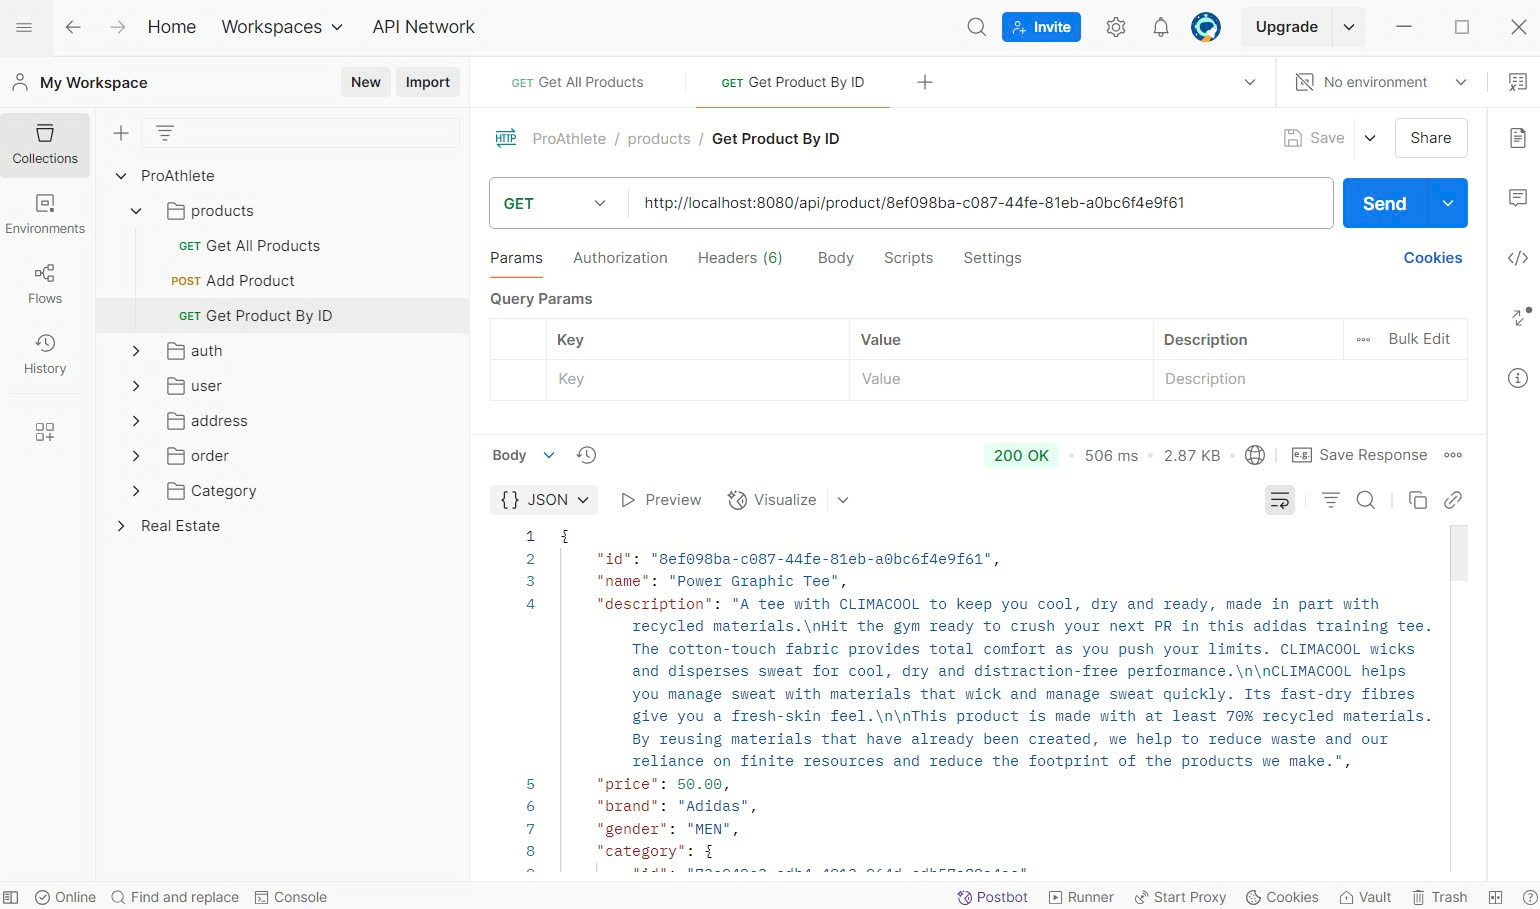 Home Workspaces API Network Invite Upgrade
My Workspace New Import
GET Get All Products GET Get Product By ID No environment
Collections
Environments
Flows
History
ProAthlete
products
GET Get All Products
POST Add Product
GET Get Product By ID
auth
user
address
order
Category
Real Estate
HTTP ProAthlete / products / Get Product By ID Save Share
GET http://localhost:8080/api/product/8ef098ba-c087-44fe-81eb-a0bc6f4e9f61 Send
Params Authorization Headers (6) Body Scripts Settings Cookies
Query Params
Key Value Description Bulk Edit
Key Value Description
Body 200 OK 506 ms 2.87 KB e.g. Save Response
{} JSON Preview Visualize
1 {
2 "id": "8ef098ba-c087-44fe-81eb-a0bc6f4e9f61",
3 "name": "Power Graphic Tee",
4 "description": "A tee with CLIMACOOL to keep you cool, dry and ready, made in part with
recycled materials.\nHit the gym ready to crush your next PR in this adidas training tee.
The cotton-touch fabric provides total comfort as you push your limits. CLIMACOOL wicks
and disperses sweat for cool, dry and distraction-free performance.\n\nCLIMACOOL helps
you manage sweat with materials that wick and manage sweat quickly. Its fast-dry fibres
give you a fresh-skin feel.\n\nThis product is made with at least 70% recycled materials.
By reusing materials that have already been created, we help to reduce waste and our
reliance on finite resources and reduce the footprint of the products we make.",
5 "price": 50.00,
6 "brand": "Adidas",
7 "gender": "MEN",
8 "category": {
Online Find and replace Console Postbot Runner Start Proxy Cookies Vault Trash